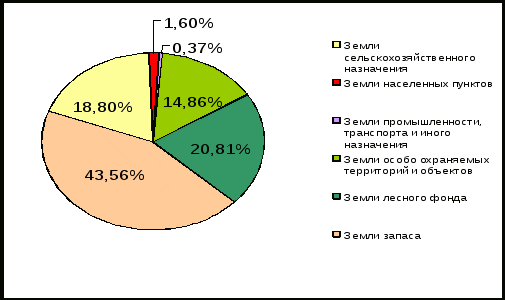 1,60%
0,37%
14,86%
18,80%
20,81%
43,56%
Земли
сельскохозяйственного
назначения
Земли населенных пунктов
Земли промышленности,
транспорта и иного
назначения
Земли особо охраняемых
территорий и объектов
Земли лесного фонда
Земли запаса